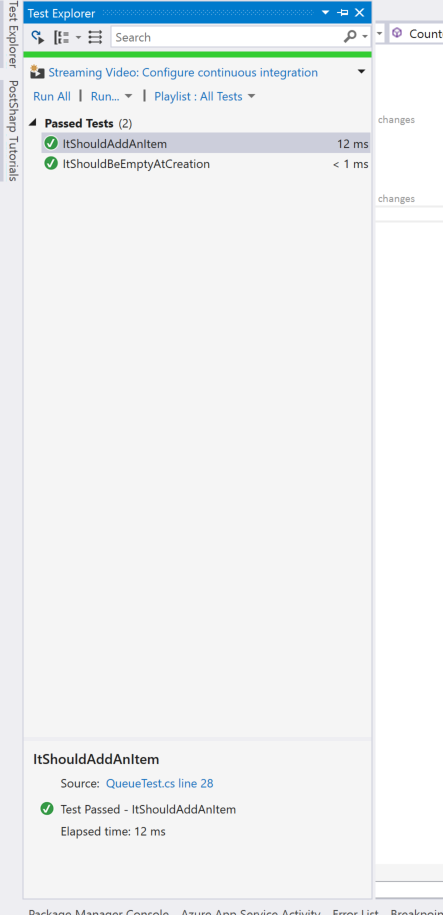 Test Explorer
PostSharp Tutorials
Test Explorer
Search
Count
Streaming Video: Configure continuous integration
Run All | Run... | Playlist : All Tests
Passed Tests (2)
ItShouldAddAnItem 12 ms
ItShouldBeEmptyAtCreation < 1 ms
changes
changes
ItShouldAddAnItem
Source: QueueTest.cs line 28
Test Passed - ItShouldAddAnItem
Elapsed time: 12 ms
Package Manager Console Azure App Service Activity Error List Breakpoin